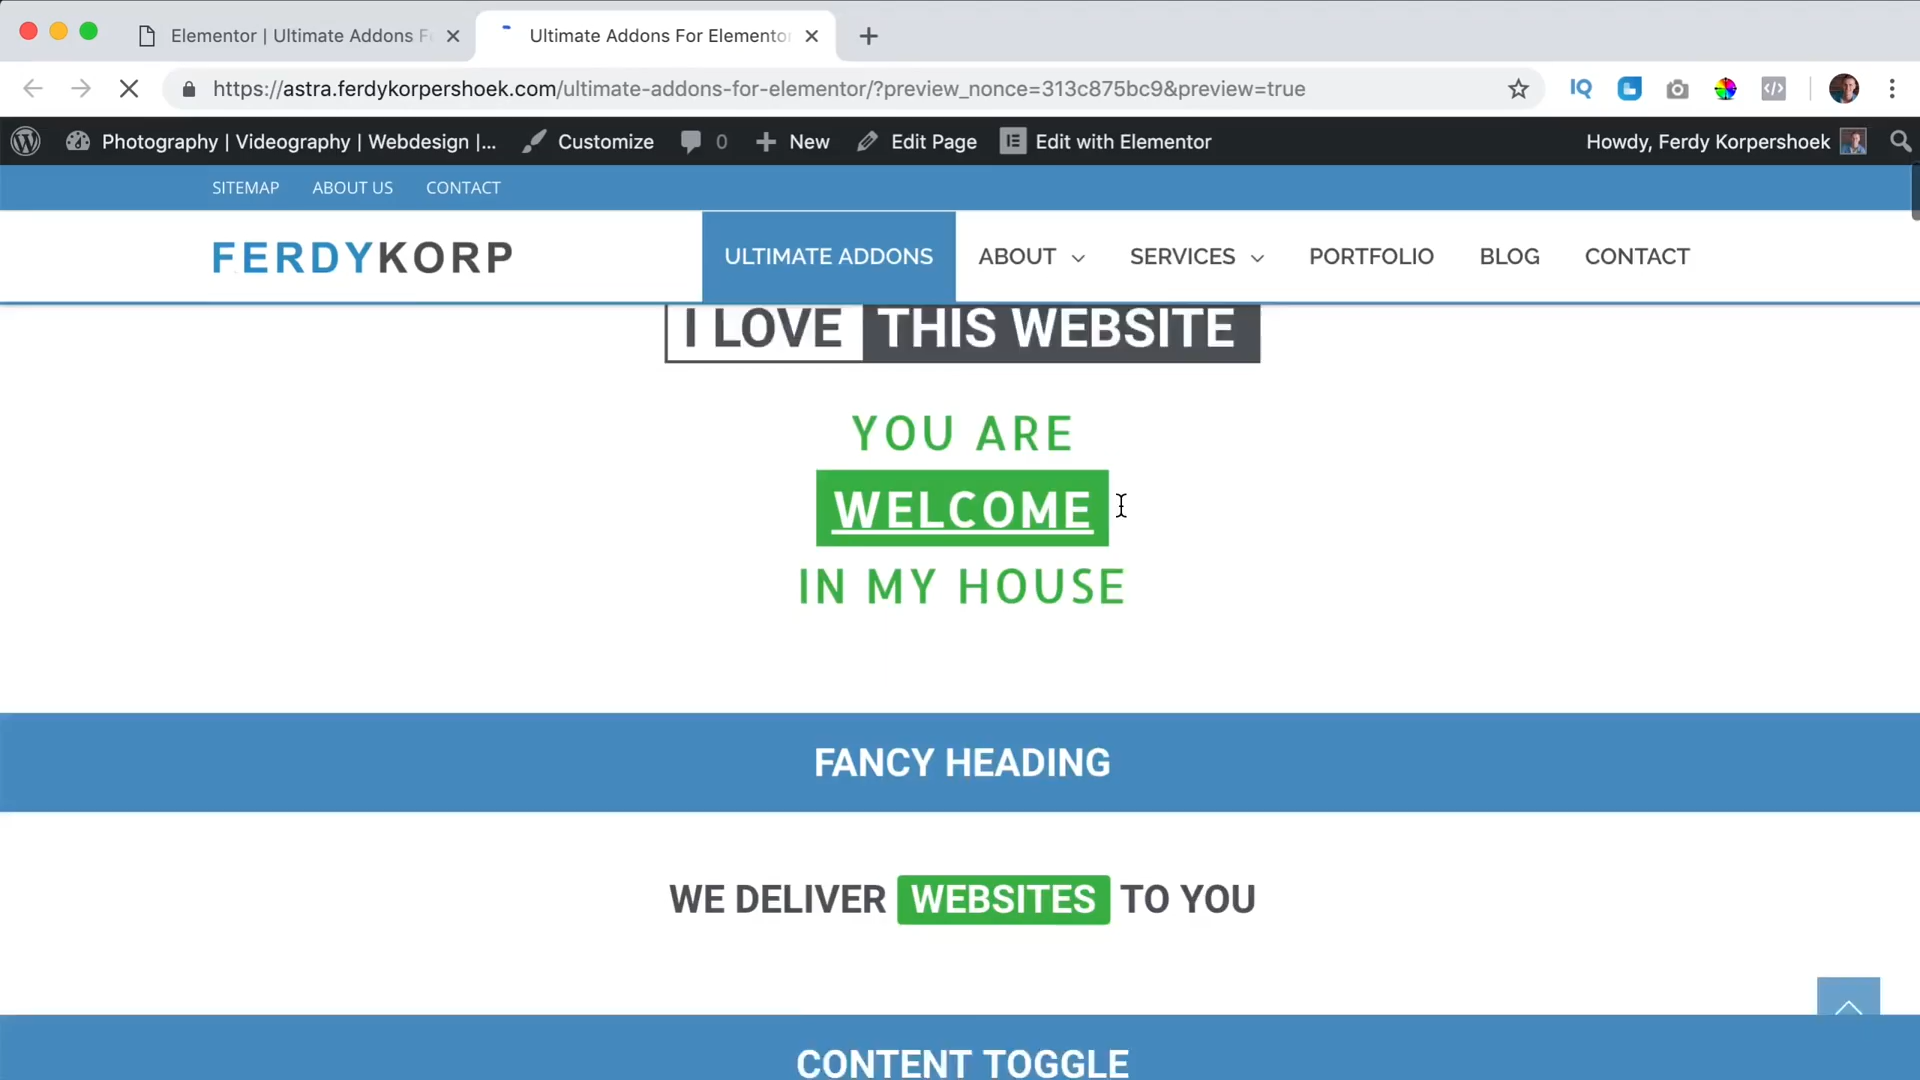 Elementor | Ultimate Addons F
Ultimate Addons For Elemento
https://astra.ferdykorpershoek.com/ultimate-addons-for-elementor/?preview_nonce=313c875bc9&preview=true
IQ
Photography | Videography | Webdesign |... Customize 0 New Edit Page Edit with Elementor Howdy, Ferdy Korpershoek
SITEMAP ABOUT US CONTACT
FERDYKORP ULTIMATE ADDONS ABOUT SERVICES PORTFOLIO BLOG CONTACT
I LOVE THIS WEBSITE
YOU ARE
WELCOME
IN MY HOUSE
FANCY HEADING
WE DELIVER WEBSITES TO YOU
CONTENT TOGGLE